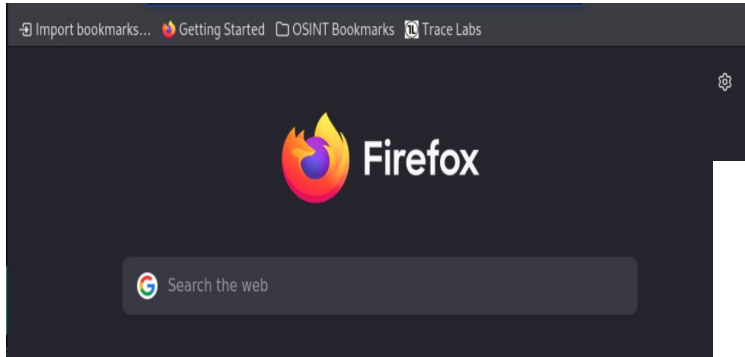 Import bookmarks... Getting Started OSINT Bookmarks Trace Labs
Firefox
Search the web